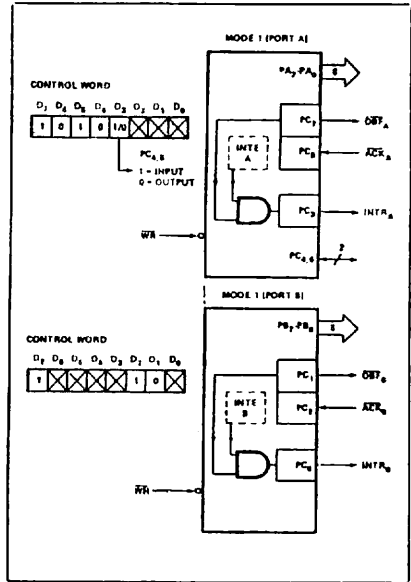 MODE 1 (PORT A)
PA7-PA0
8
CONTROL WORD
D7 D6 D5 D4 D3 D2 D1 D0
1 0 1 0 1/0
PC4,5
1 = INPUT
0 = OUTPUT
PC7
OBFA
INTE
A
PC6
ACKA
PC3
INTRA
WR
PC4,5
2
MODE 1 (PORT B)
PB7-PB0
8
CONTROL WORD
D7 D6 D5 D4 D3 D2 D1 D0
1 1 0
PC1
OBFB
INTE
B
PC2
ACKB
PC0
INTRB
WR